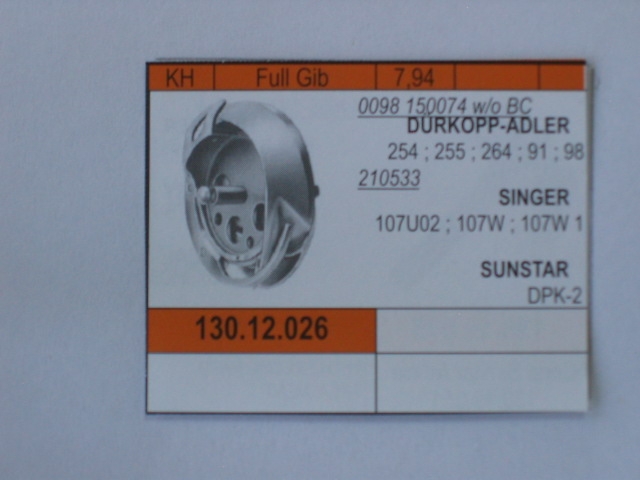 KH Full Gib 7,94
0098 150074 w/o BC
DÜRKOPP-ADLER
254 ; 255 ; 264 ; 91 ; 98
210533
SINGER
107U02 ; 107W ; 107W 1
SUNSTAR
DPK-2
130.12.026